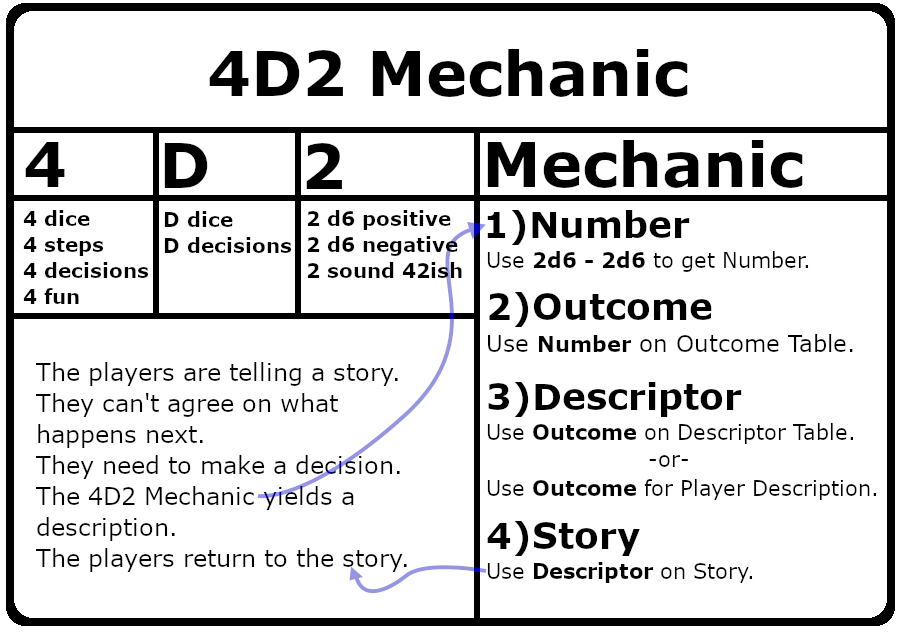 4D2 Mechanic
4
4 dice
4 steps
4 decisions
4 fun
D
D dice
D decisions
2
2 d6 positive
2 d6 negative
2 sound 42ish
The players are telling a story.
They can't agree on what
happens next.
They need to make a decision.
The 4D2 Mechanic yields a
description.
The players return to the story.
Mechanic
1)Number
Use 2d6 – 2d6 to get Number.
2)Outcome
Use Number on Outcome Table.
3)Descriptor
Use Outcome on Descriptor Table.
-or-
Use Outcome for Player Description.
4)Story
Use Descriptor on Story.